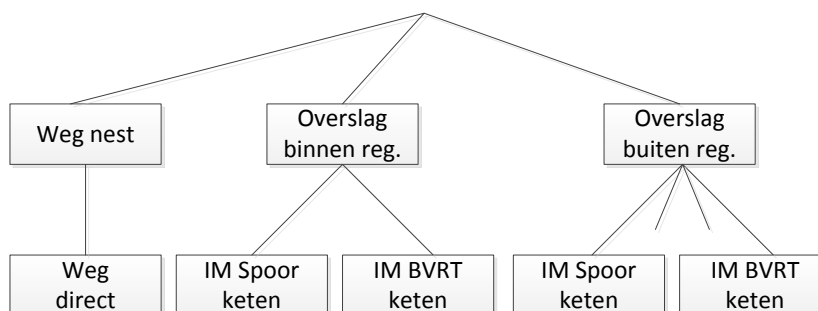 Weg nest
Overslag
binnen reg.
Overslag
buiten reg.
Weg
direct
IM Spoor
keten
IM BVRT
keten
IM Spoor
keten
IM BVRT
keten